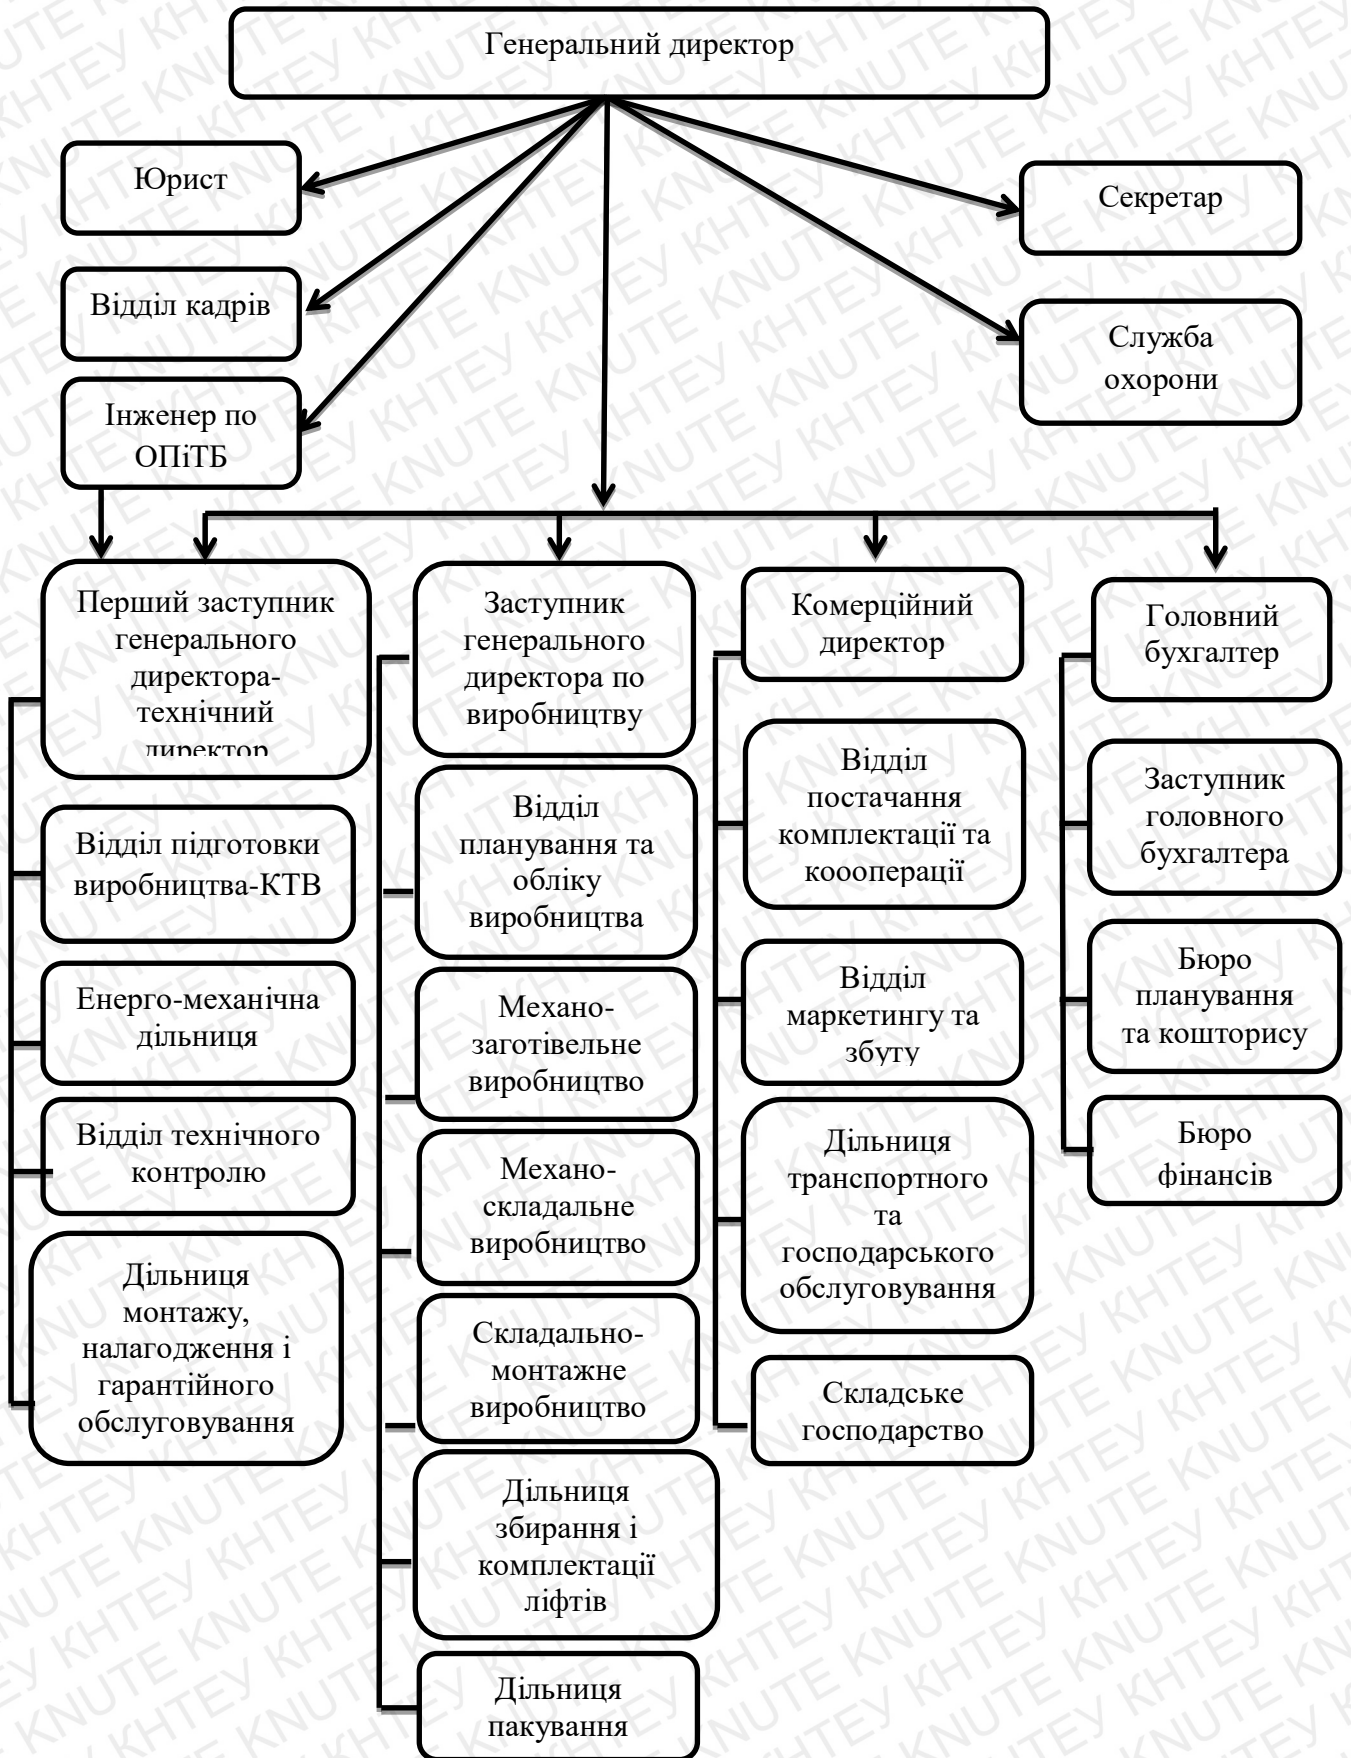 Генеральний директор
Юрист
Відділ кадрів
Інженер по
ОПіТБ
Секретар
Служба
охорони
Перший заступник
генерального
директора-
технічний
директор
Відділ підготовки
виробництва-КТВ
Енерго-механічна
дільниця
Відділ технічного
контролю
Дільниця
монтажу,
налагодження і
гарантійного
обслуговування
Заступник
генерального
директора по
виробництву
Відділ
планування та
обліку
виробництва
Механо-
заготівельне
виробництво
Механо-
складальне
виробництво
Складально-
монтажне
виробництво
Дільниця
збирання і
комплектації
ліфтів
Дільниця
пакування
Комерційний
директор
Відділ
постачання
комплектації та
коооперації
Відділ
маркетингу та
збуту
Дільниця
транспортного
та
господарського
обслуговування
Складське
господарство
Головний
бухгалтер
Заступник
головного
бухгалтера
Бюро
планування
та кошторису
Бюро
фінансів